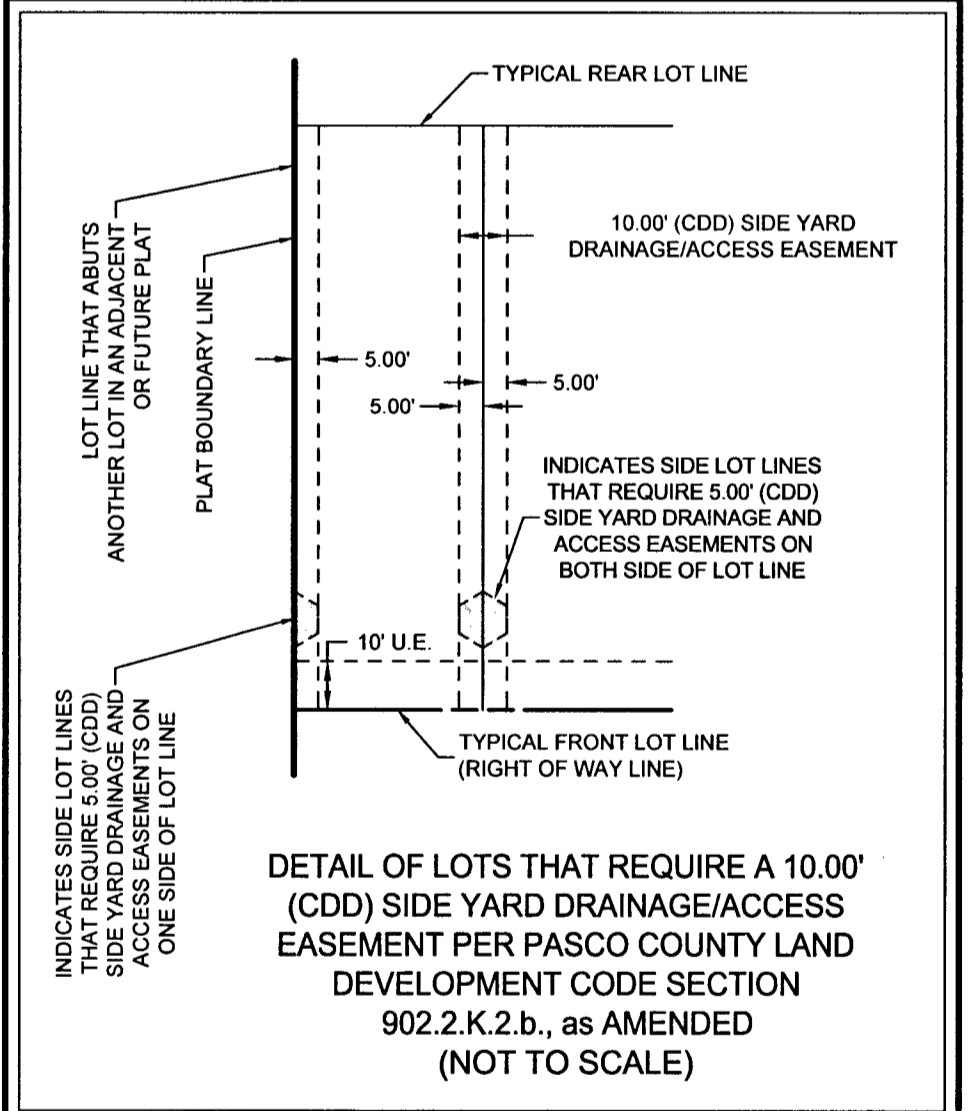 TYPICAL REAR LOT LINE
LOT LINE THAT ABUTS
ANOTHER LOT IN AN ADJACENT
OR FUTURE PLAT
PLAT BOUNDARY LINE
10.00' (CDD) SIDE YARD
DRAINAGE/ACCESS EASEMENT
5.00'
5.00'
5.00'
INDICATES SIDE LOT LINES
THAT REQUIRE 5.00' (CDD)
SIDE YARD DRAINAGE AND
ACCESS EASEMENTS ON
BOTH SIDE OF LOT LINE
10' U.E.
INDICATES SIDE LOT LINES
THAT REQUIRE 5.00' (CDD)
SIDE YARD DRAINAGE AND
ACCESS EASEMENTS ON
ONE SIDE OF LOT LINE
TYPICAL FRONT LOT LINE
(RIGHT OF WAY LINE)
DETAIL OF LOTS THAT REQUIRE A 10.00'
(CDD) SIDE YARD DRAINAGE/ACCESS
EASEMENT PER PASCO COUNTY LAND
DEVELOPMENT CODE SECTION
902.2.K.2.b., as AMENDED
(NOT TO SCALE)